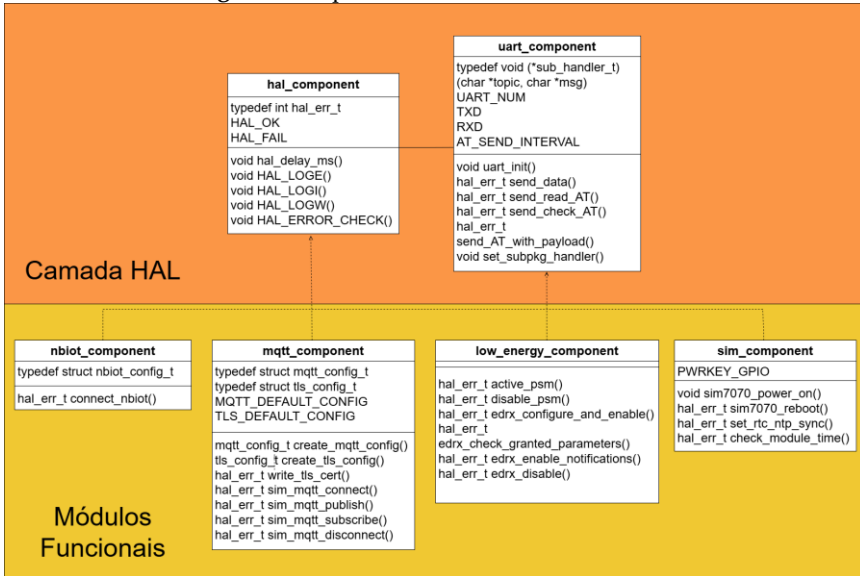 uart_component
typedef void (*sub_handler_t)
(char *topic, char *msg)
UART_NUM
TXD
RXD
AT_SEND_INTERVAL
void uart_init()
hal_err_t send_data()
hal_err_t send_read_AT()
hal_err_t send_check_AT()
hal_err_t
send_AT_with_payload()
void set_subpkg_handler()
hal_component
typedef int hal_err_t
HAL_OK
HAL_FAIL
void hal_delay_ms()
void HAL_LOGE()
void HAL_LOGI()
void HAL_LOGW()
void HAL_ERROR_CHECK()
Camada HAL
nbiot_component
typedef struct nbiot_config_t
hal_err_t connect_nbiot()
mqtt_component
typedef struct mqtt_config_t
typedef struct tls_config_t
MQTT_DEFAULT_CONFIG
TLS_DEFAULT_CONFIG
mqtt_config_t create_mqtt_config()
tls_config_t create_tls_config()
hal_err_t write_tls_cert()
hal_err_t sim_mqtt_connect()
hal_err_t sim_mqtt_publish()
hal_err_t sim_mqtt_subscribe()
hal_err_t sim_mqtt_disconnect()
low_energy_component
hal_err_t active_psm()
hal_err_t disable_psm()
hal_err_t edrx_configure_and_enable()
hal_err_t
edrx_check_granted_parameters()
hal_err_t edrx_enable_notifications()
hal_err_t edrx_disable()
sim_component
PWRKEY_GPIO
void sim7070_power_on()
hal_err_t sim7070_reboot()
hal_err_t set_rtc_ntp_sync()
hal_err_t check_module_time()
Módulos
Funcionais